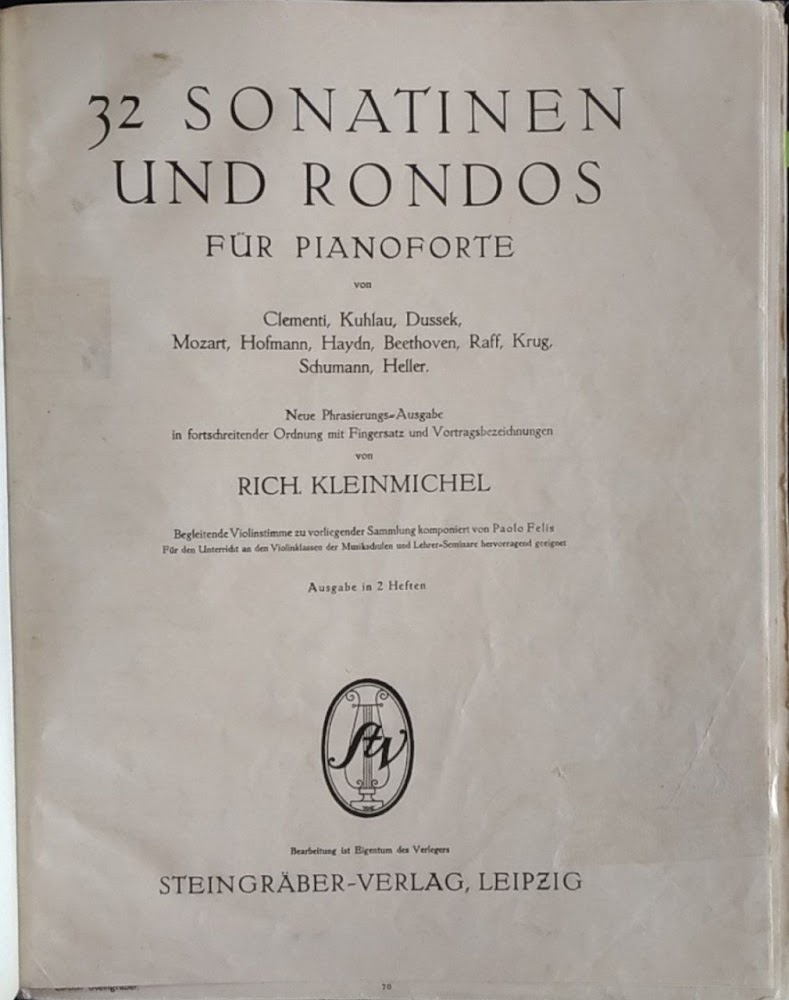 32 SONATINEN
UND RONDOS
FÜR PIANOFORTE
von
Clementi, Kuhlau, Dussek,
Mozart, Hofmann, Haydn, Beethoven, Raff, Krug,
Schumann, Heller.
Neue Phrasierungs-Ausgabe
in fortschreitender Ordnung mit Fingersatz und Vortragsbezeichnungen
von
RICH. KLEINMICHEL
Begleitende Violinstimme zu vorliegender Sammlung komponiert von Paolo Felis
Für den Unterricht an den Violinklassen der Musikschulen und Lehrer-Seminare hervorragend geeignet
Ausgabe in 2 Heften
StV
Bearbeitung ist Eigentum des Verlegers
STEINGRÄBER-VERLAG, LEIPZIG
Steingräber.
70